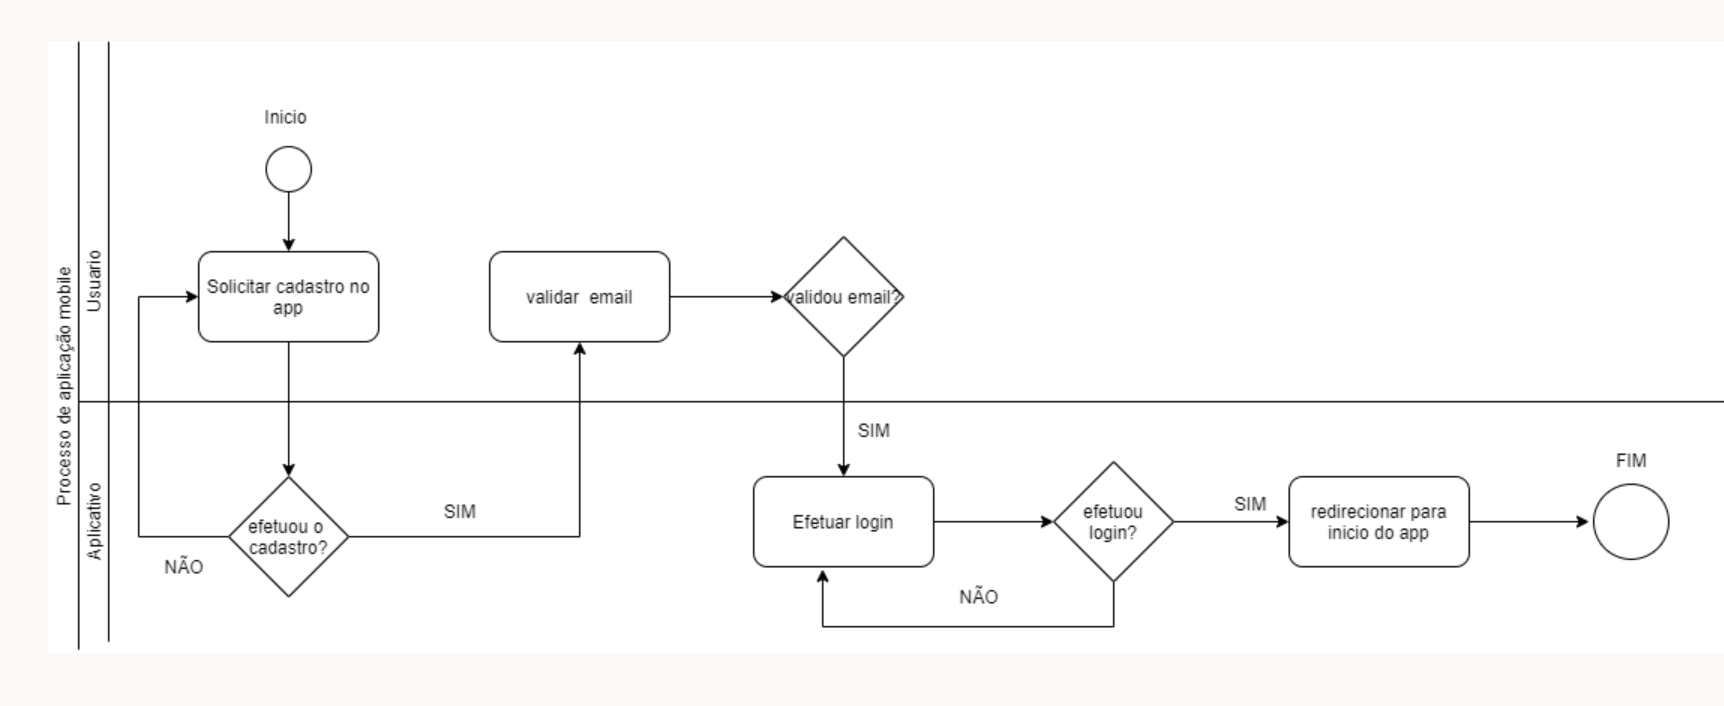 Processo de aplicação mobile
Usuario
Inicio
Solicitar cadastro no
app
validar email
validou email?
Aplicativo
efetuou o
cadastro?
NÃO
SIM
SIM
Efetuar login
efetuou
login?
NÃO
SIM
redirecionar para
inicio do app
FIM